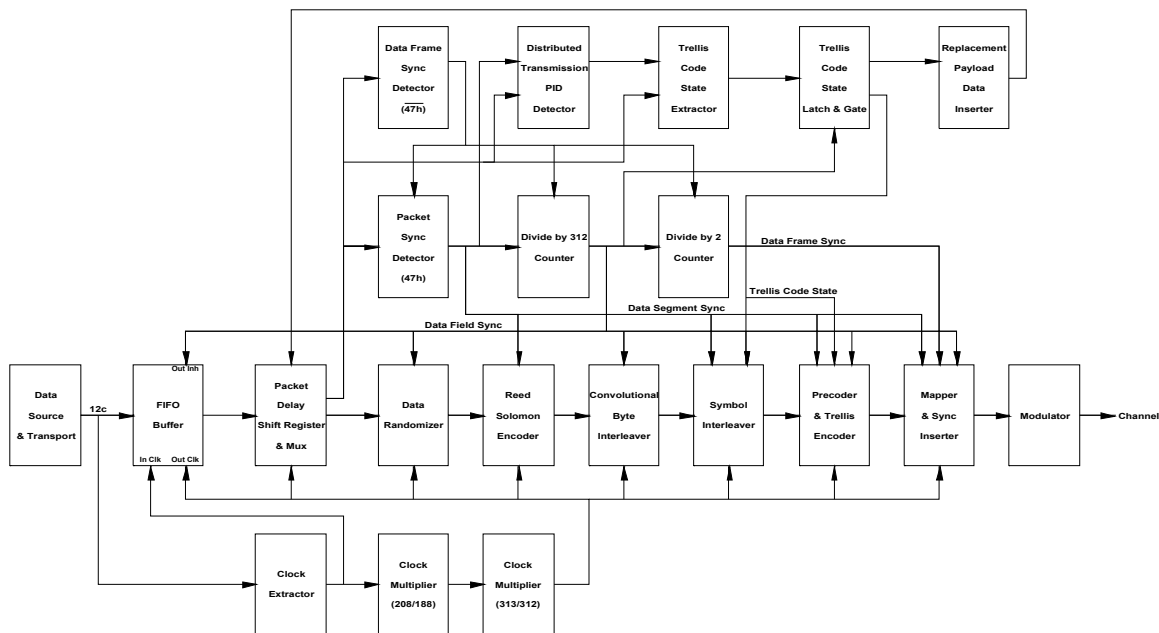 Data Frame
Sync
Detector
(47h)
Distributed
Transmission
PID
Detector
Trellis
Code
State
Extractor
Trellis
Code
State
Latch & Gate
Replacement
Payload
Data
Inserter
Packet
Sync
Detector
(47h)
Divide by 312
Counter
Divide by 2
Counter
Data Frame Sync
Trellis Code State
Data Segment Sync
Data Field Sync
Data
Source
& Transport
12c
Out Inh
FIFO
Buffer
In Clk
Out Clk
Packet
Delay
Shift Register
& Mux
Data
Randomizer
Reed
Solomon
Encoder
Convolutional
Byte
Interleaver
Symbol
Interleaver
Precoder
& Trellis
Encoder
Mapper
& Sync
Inserter
Modulator
Channel
Clock
Extractor
Clock
Multiplier
(208/188)
Clock
Multiplier
(313/312)